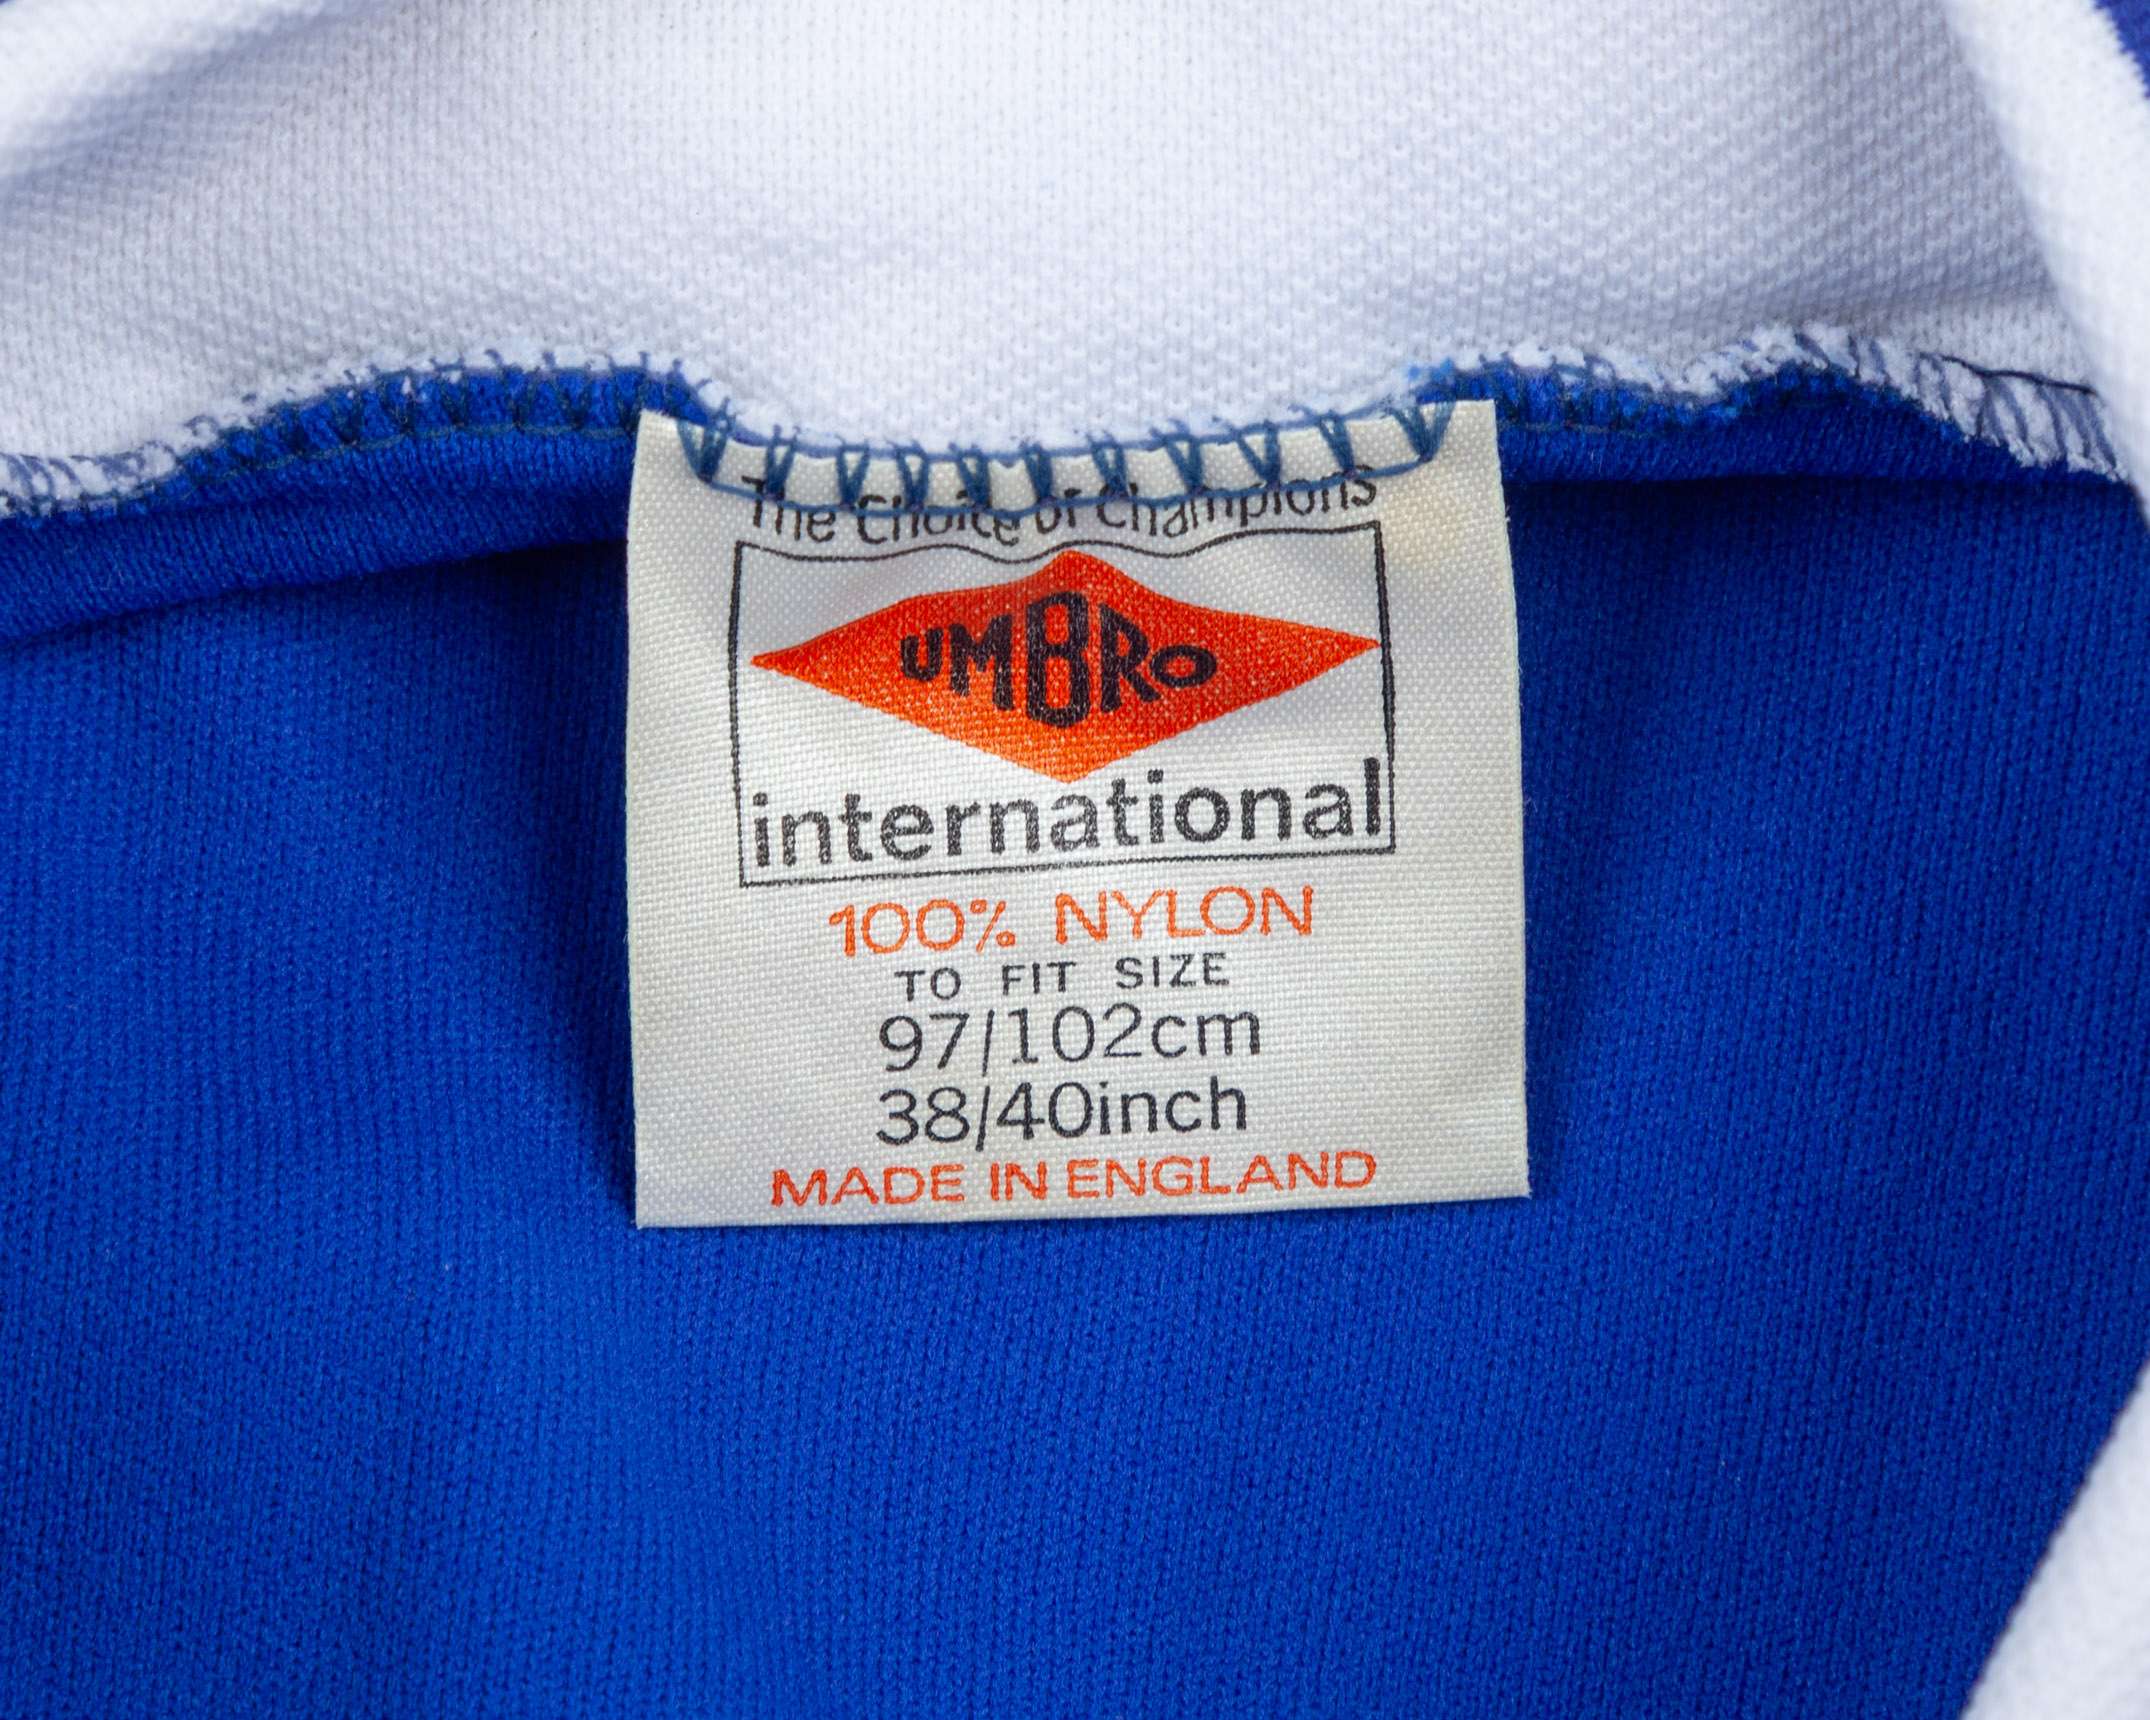 The Choice of Champions
UMBRO
international
100% NYLON
TO FIT SIZE
97/102cm
38/40inch
MADE IN ENGLAND